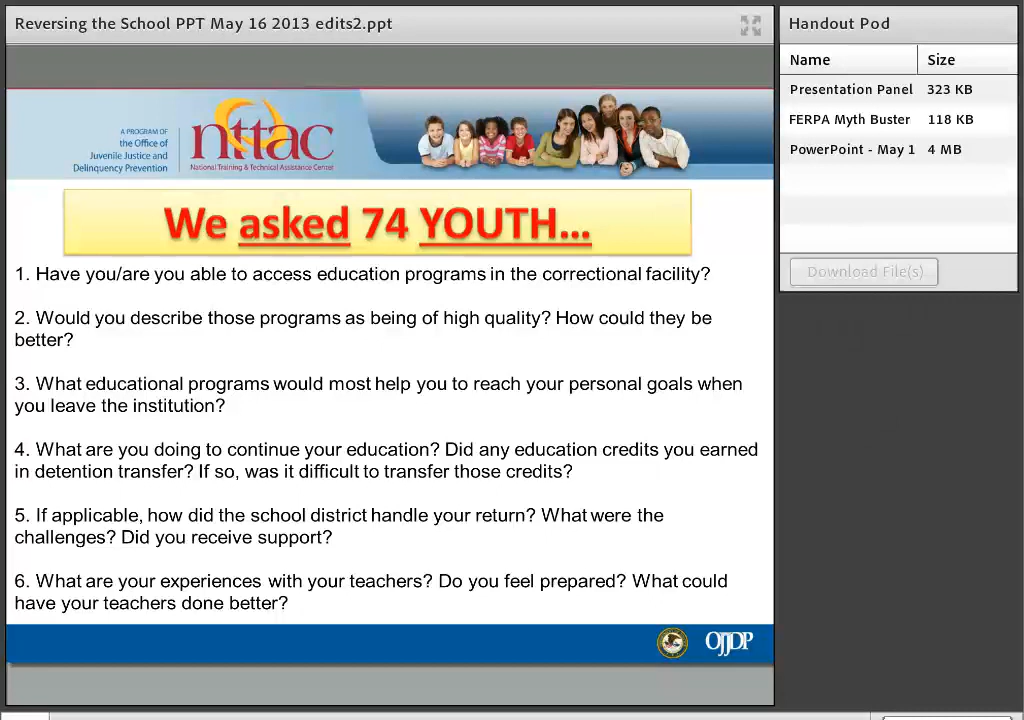 Reversing the School PPT May 16 2013 edits2.ppt
A PROGRAM OF
the Office of
Juvenile Justice and
Delinquency Prevention
nttac
National Training & Technical Assistance Center
We asked 74 YOUTH...
1. Have you/are you able to access education programs in the correctional facility?
2. Would you describe those programs as being of high quality? How could they be
better?
3. What educational programs would most help you to reach your personal goals when
you leave the institution?
4. What are you doing to continue your education? Did any education credits you earned
in detention transfer? If so, was it difficult to transfer those credits?
5. If applicable, how did the school district handle your return? What were the
challenges? Did you receive support?
6. What are your experiences with your teachers? Do you feel prepared? What could
have your teachers done better?
OJJDP
Handout Pod
Name Size
Presentation Panel 323 KB
FERPA Myth Buster 118 KB
PowerPoint - May 1 4 MB
Download File(s)